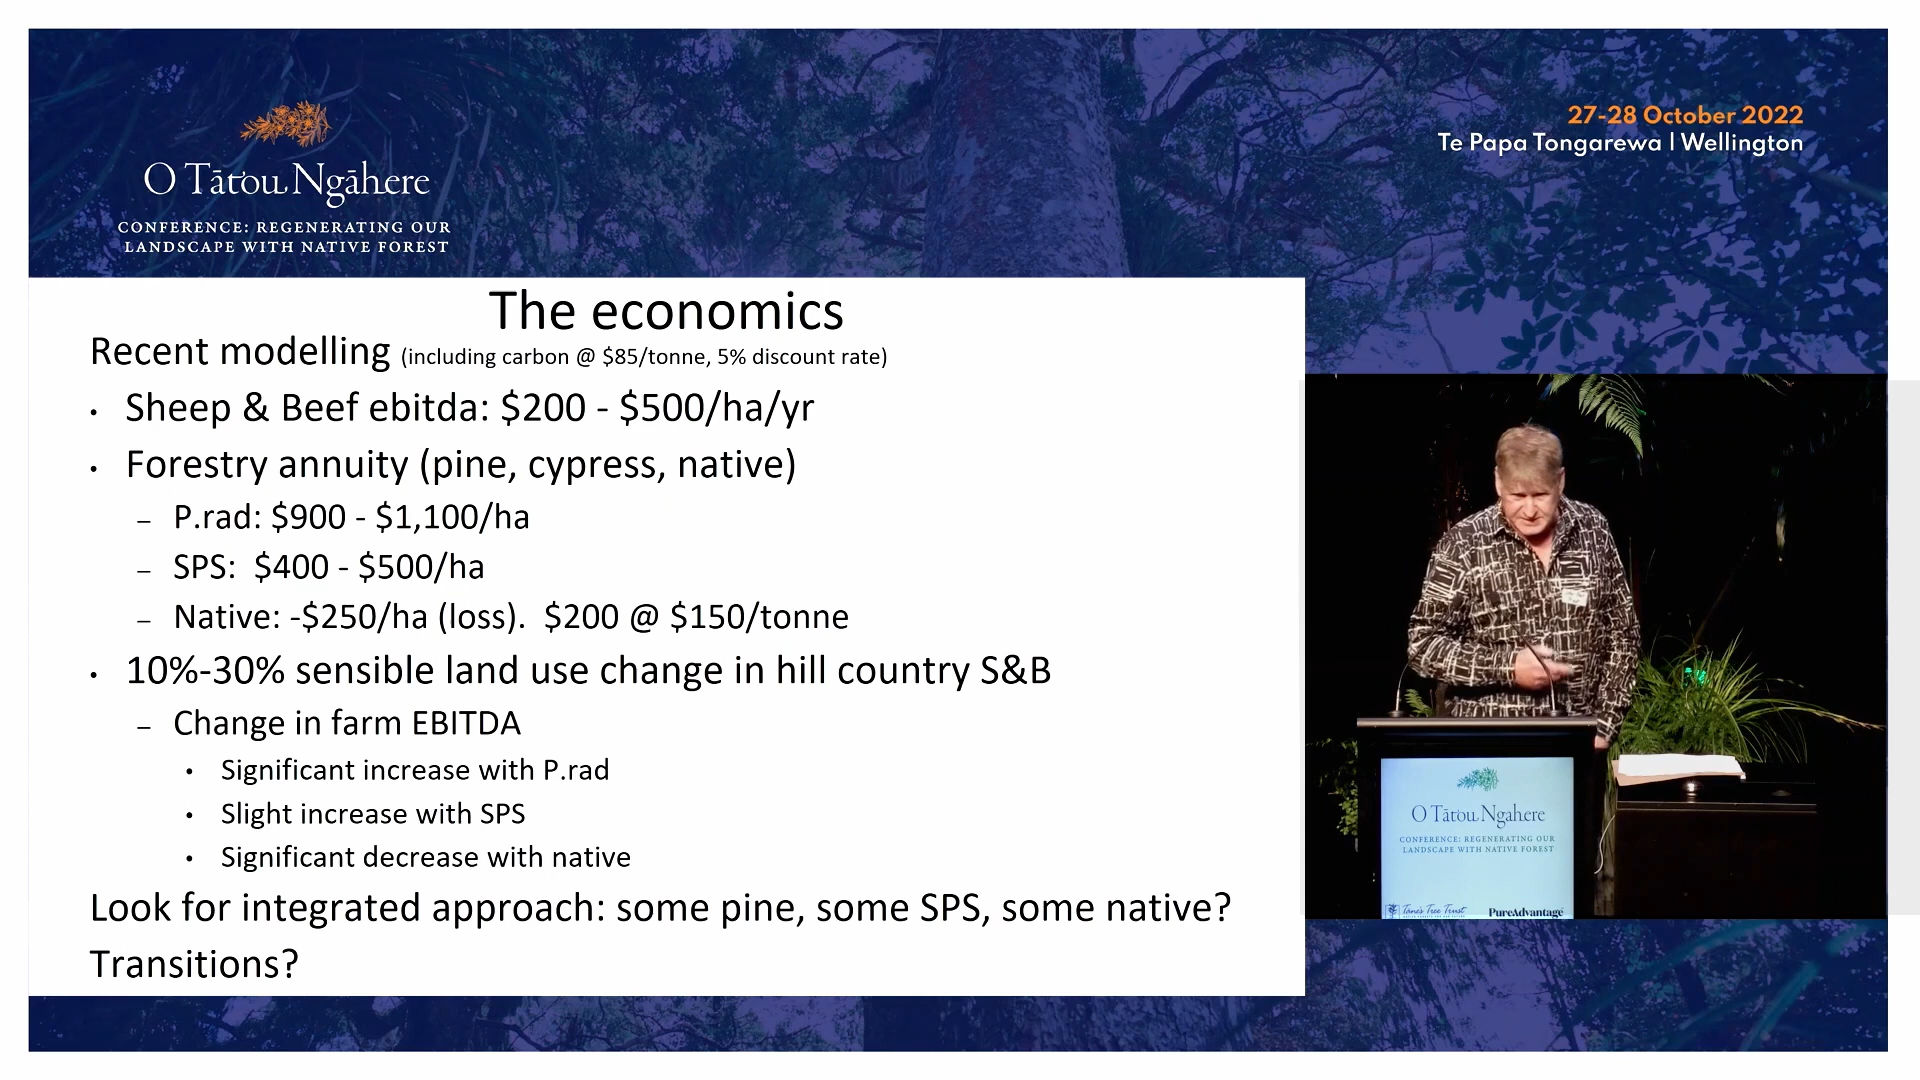 27-28 October 2022
Te Papa Tongarewa | Wellington
O Tātou Ngāhere
CONFERENCE: REGENERATING OUR
LANDSCAPE WITH NATIVE FOREST
The economics
Recent modelling (including carbon @ $85/tonne, 5% discount rate)
• Sheep & Beef ebitda: $200 - $500/ha/yr
• Forestry annuity (pine, cypress, native)
– P.rad: $900 - $1,100/ha
– SPS: $400 - $500/ha
– Native: -$250/ha (loss). $200 @ $150/tonne
• 10%-30% sensible land use change in hill country S&B
– Change in farm EBITDA
• Significant increase with P.rad
• Slight increase with SPS
• Significant decrease with native
Look for integrated approach: some pine, some SPS, some native?
Transitions?
O Tātou Ngāhere
CONFERENCE: REGENERATING OUR
LANDSCAPE WITH NATIVE FOREST
Tāne's Tree Trust
PureAdvantage